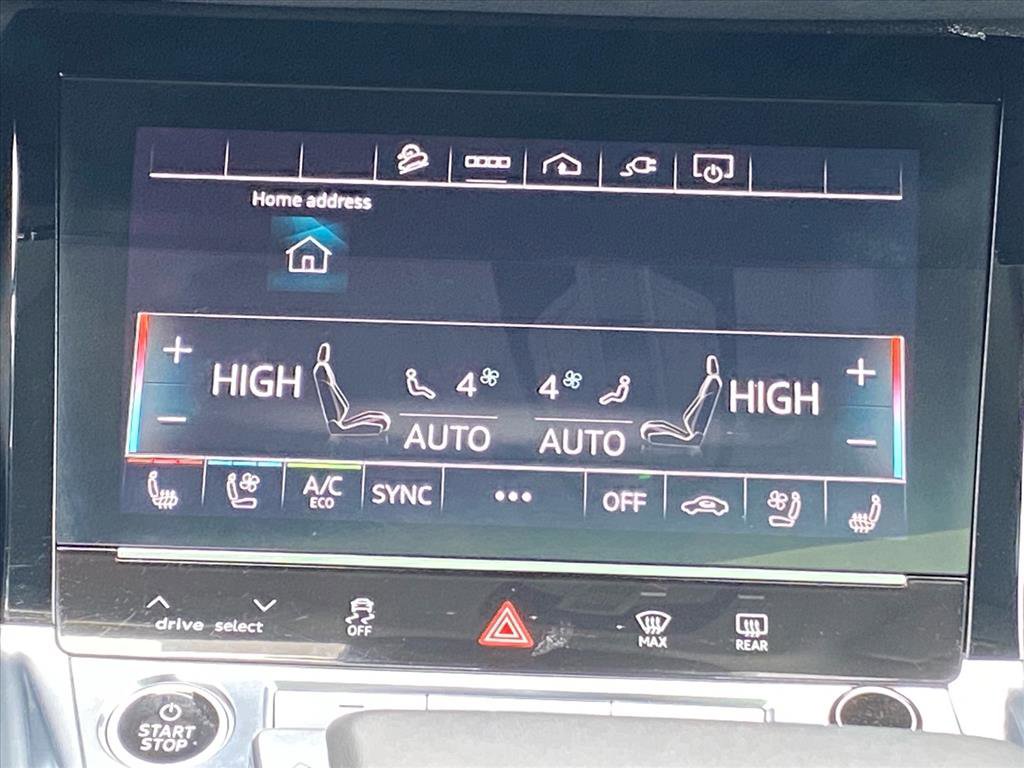 Home address
+ +
HIGH 4 4 HIGH
- -
AUTO AUTO
A/C
ECO
SYNC
•••
OFF
drive select
OFF
MAX
REAR
START
STOP